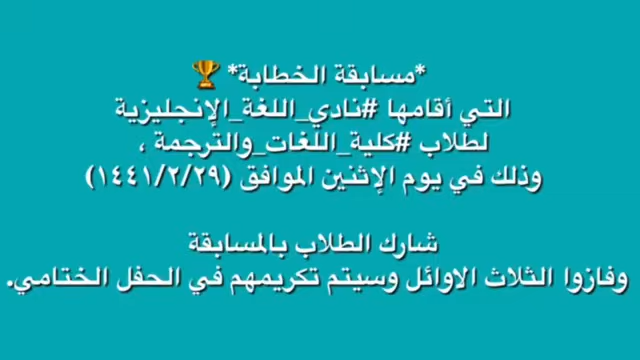 *مسابقة الخطابة* 🏆
التي أقامها #نادي_اللغة_الإنجليزية
لطلاب #كلية_اللغات_والترجمة ،
وذلك في يوم الإثنين الموافق (١٤٤١/٢/٢٩)
شارك الطلاب بالمسابقة
وفازوا الثلاث الاوائل وسيتم تكريمهم في الحفل الختامي.